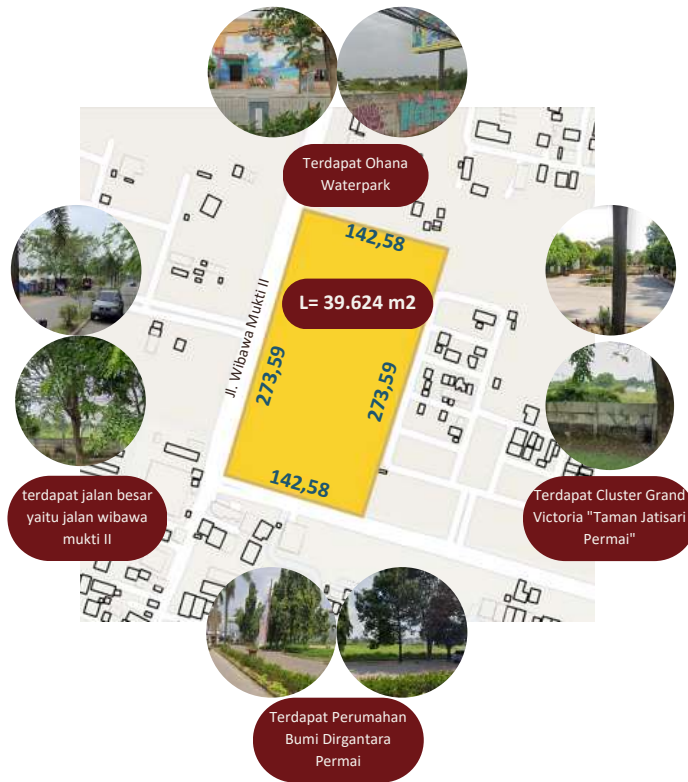 Terdapat Ohana
Waterpark
142,58
L= 39.624 m2
Jl. Wibawa Mukti II
273,59
273,59
142,58
terdapat jalan besar
yaitu jalan wibawa
mukti II
Terdapat Cluster Grand
Victoria "Taman Jatisari
Permai"
Terdapat Perumahan
Bumi Dirgantara
Permai